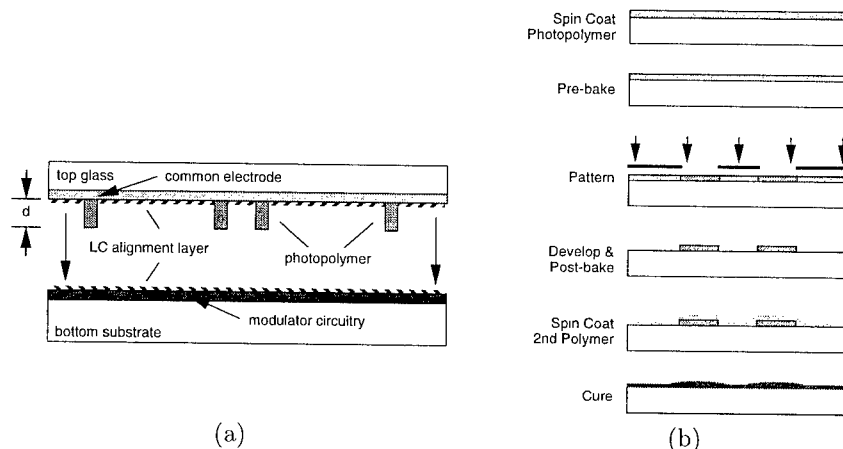 top glass
common electrode
d
LC alignment layer
photopolymer
modulator circuitry
bottom substrate
(a)
Spin Coat
Photopolymer
Pre-bake
Pattern
Develop &
Post-bake
Spin Coat
2nd Polymer
Cure
(b)